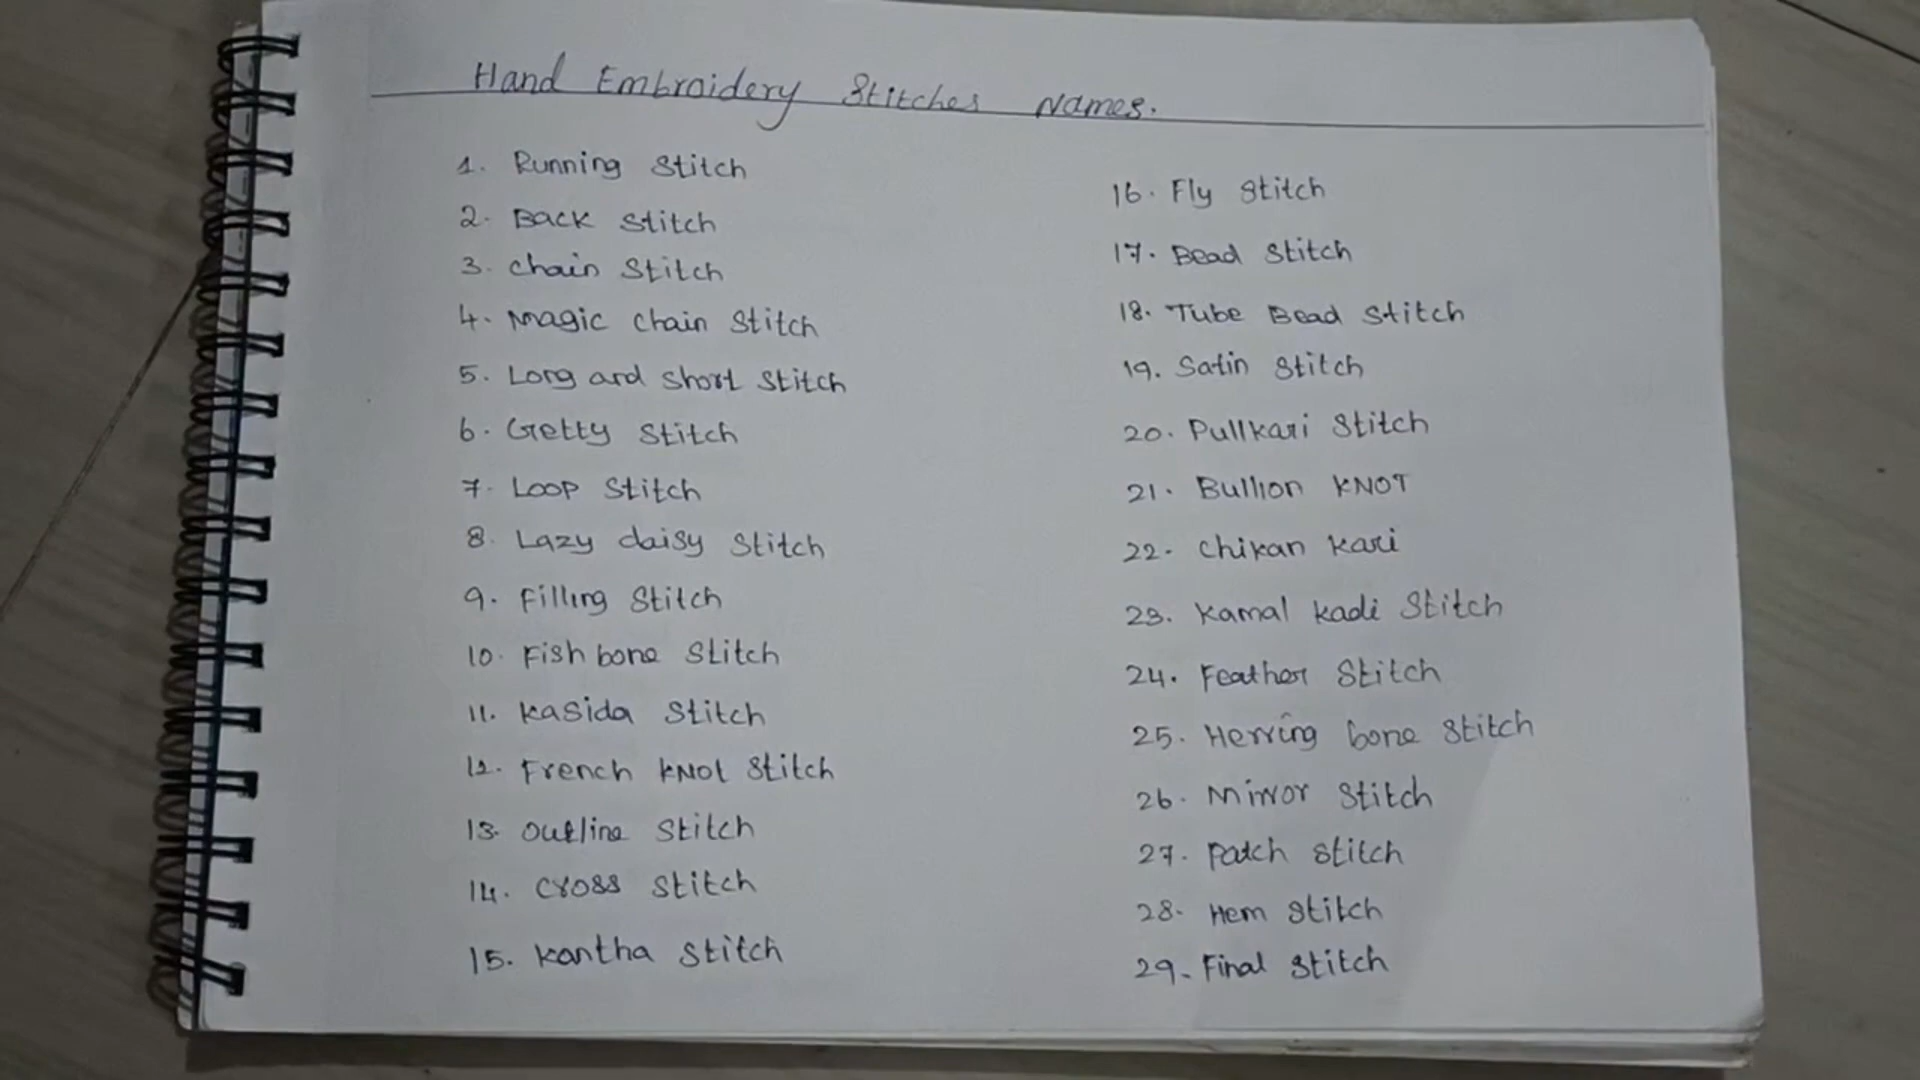 Hand Embroidery Stitches Names.
1. Running Stitch
2. Back Stitch
3. Chain Stitch
4. Magic Chain Stitch
5. Long and Short Stitch
6. Getty Stitch
7. Loop Stitch
8. Lazy daisy Stitch
9. Filling Stitch
10. Fish bone Stitch
11. Kasida Stitch
12. French KNot Stitch
13. Outline Stitch
14. Cross Stitch
15. Kantha Stitch
16. Fly Stitch
17. Bead Stitch
18. Tube Bead Stitch
19. Satin Stitch
20. Pullkari Stitch
21. Bullion KNOT
22. Chikan Kari
23. Kamal Kadi Stitch
24. Feather Stitch
25. Herring bone Stitch
26. Mirror Stitch
27. Patch Stitch
28. Hem Stitch
29. Final Stitch